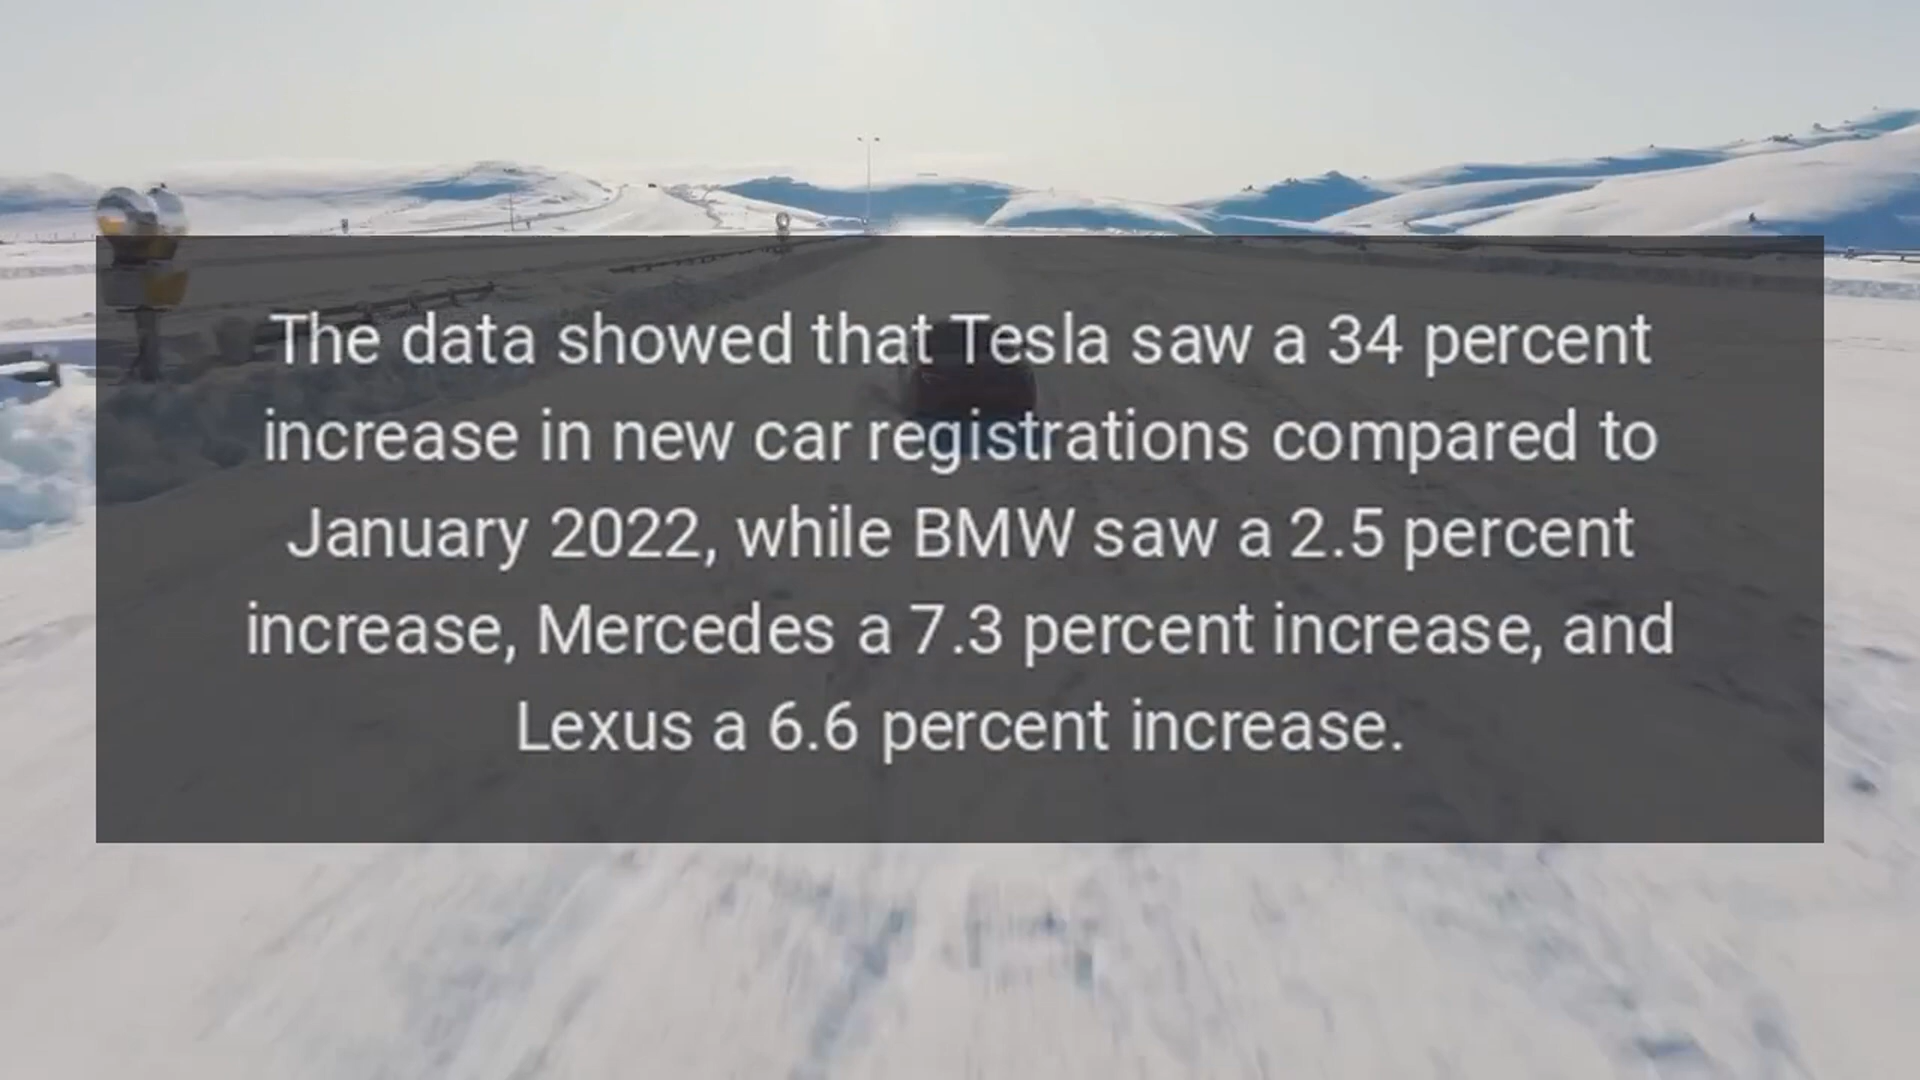 The data showed that Tesla saw a 34 percent
increase in new car registrations compared to
January 2022, while BMW saw a 2.5 percent
increase, Mercedes a 7.3 percent increase, and
Lexus a 6.6 percent increase.